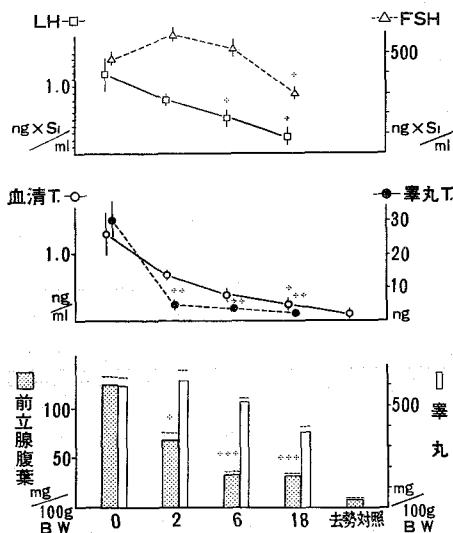 LH
FSH
500
1.0
+
+
+
ng×S₁/ml
ng×S₁/ml
血清T.
睾丸T.
30
1.0
20
10
++
++
+
++
ng/ml
ng
前立腺腹葉
睾丸
100
500
50
+
+++
+++
mg/100g BW
mg/100g BW
0 2 6 18 去勢対照